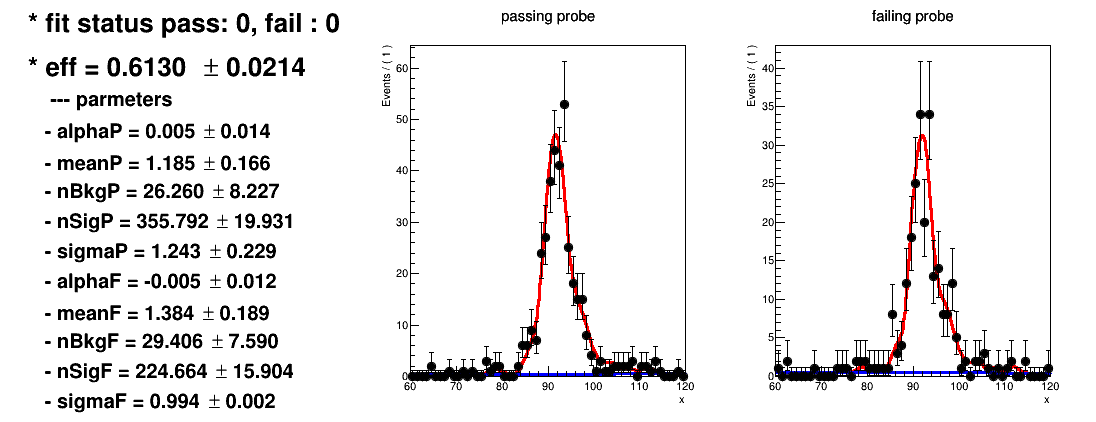 * fit status pass: 0, fail : 0
* eff = 0.6130 ± 0.0214
--- parmeters
- alphaP = 0.005 ± 0.014
- meanP = 1.185 ± 0.166
- nBkgP = 26.260 ± 8.227
- nSigP = 355.792 ± 19.931
- sigmaP = 1.243 ± 0.229
- alphaF = -0.005 ± 0.012
- meanF = 1.384 ± 0.189
- nBkgF = 29.406 ± 7.590
- nSigF = 224.664 ± 15.904
- sigmaF = 0.994 ± 0.002
passing probe
Events / ( 1 )
60
50
40
30
20
10
0
60 70 80 90 100 110 120
x
failing probe
Events / ( 1 )
40
35
30
25
20
15
10
5
0
60 70 80 90 100 110 120
x